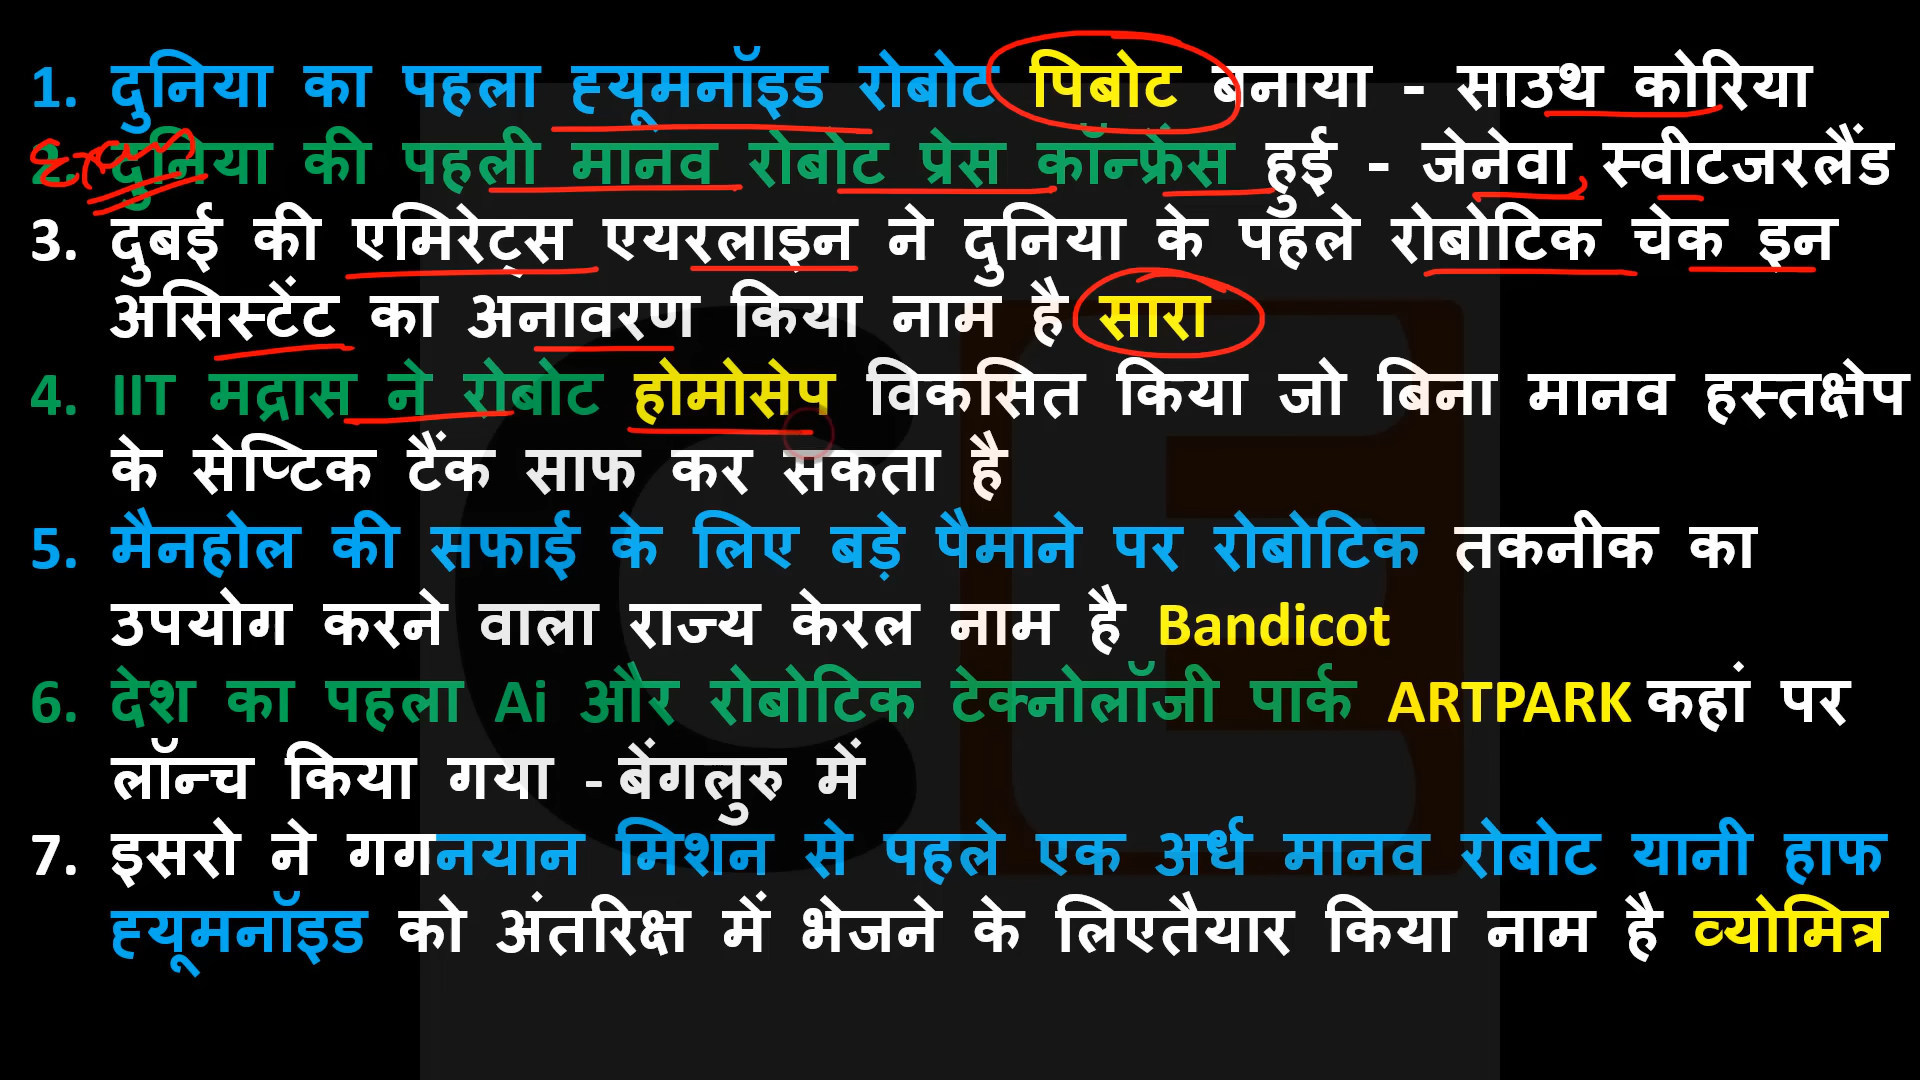 1. दुनिया का पहला ह्यूमनॉइड रोबोट पिबोट बनाया - साउथ कोरिया
2. दुनिया की पहली मानव रोबोट प्रेस कॉन्फ्रेंस हुई - जेनेवा स्वीटजरलैंड
3. दुबई की एमिरेट्स एयरलाइन ने दुनिया के पहले रोबोटिक चेक इन
असिस्टेंट का अनावरण किया नाम है सारा
4. IIT मद्रास ने रोबोट होमोसेप विकसित किया जो बिना मानव हस्तक्षेप
के सेप्टिक टैंक साफ कर सकता है
5. मैनहोल की सफाई के लिए बड़े पैमाने पर रोबोटिक तकनीक का
उपयोग करने वाला राज्य केरल नाम है Bandicot
6. देश का पहला Ai और रोबोटिक टेक्नोलॉजी पार्क ARTPARK कहां पर
लॉन्च किया गया - बेंगलुरु में
7. इसरो ने गगनयान मिशन से पहले एक अर्ध मानव रोबोट यानी हाफ
ह्यूमनॉइड को अंतरिक्ष में भेजने के लिएतैयार किया नाम है व्योमित्र